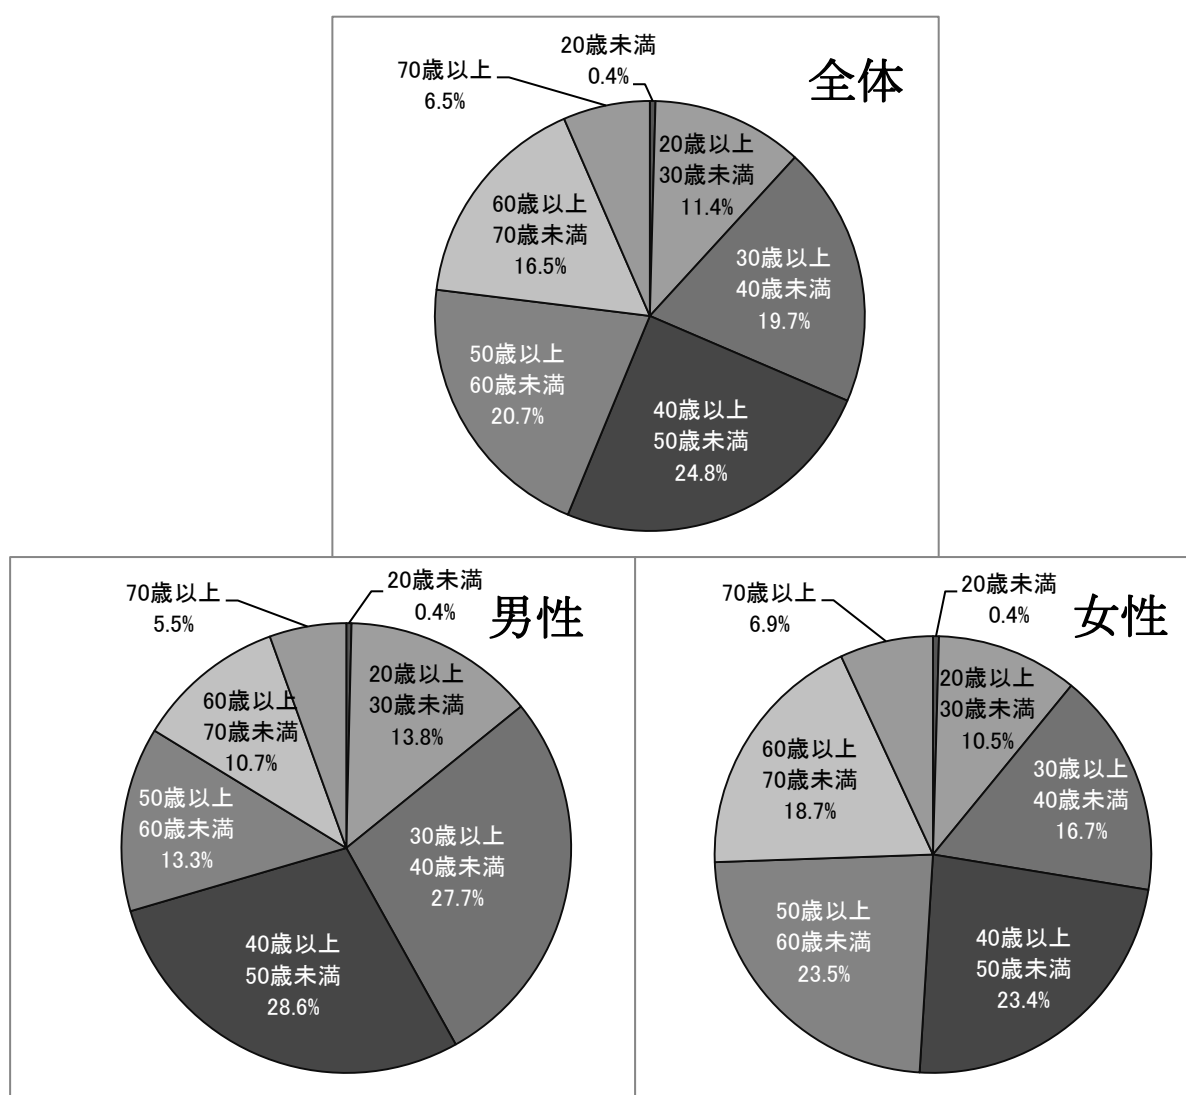 全体
20歳未満
0.4%
20歳以上
30歳未満
11.4%
30歳以上
40歳未満
19.7%
40歳以上
50歳未満
24.8%
50歳以上
60歳未満
20.7%
60歳以上
70歳未満
16.5%
70歳以上
6.5%
男性
20歳未満
0.4%
20歳以上
30歳未満
13.8%
30歳以上
40歳未満
27.7%
40歳以上
50歳未満
28.6%
50歳以上
60歳未満
13.3%
60歳以上
70歳未満
10.7%
70歳以上
5.5%
女性
20歳未満
0.4%
20歳以上
30歳未満
10.5%
30歳以上
40歳未満
16.7%
40歳以上
50歳未満
23.4%
50歳以上
60歳未満
23.5%
60歳以上
70歳未満
18.7%
70歳以上
6.9%